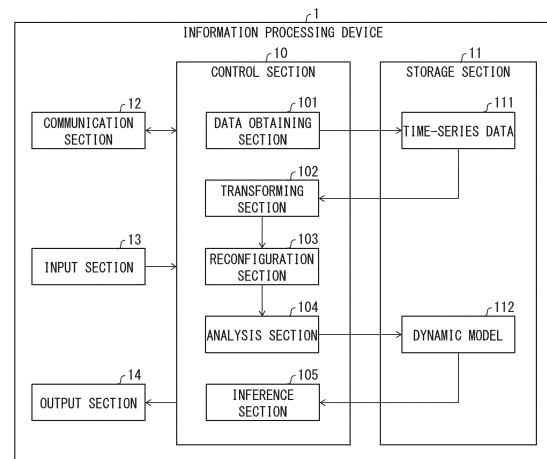 1
INFORMATION PROCESSING DEVICE
10
CONTROL SECTION
11
STORAGE SECTION
12
COMMUNICATION
SECTION
101
DATA OBTAINING
SECTION
111
TIME-SERIES DATA
102
TRANSFORMING
SECTION
13
INPUT SECTION
103
RECONFIGURATION
SECTION
104
ANALYSIS SECTION
112
DYNAMIC MODEL
14
OUTPUT SECTION
105
INFERENCE
SECTION